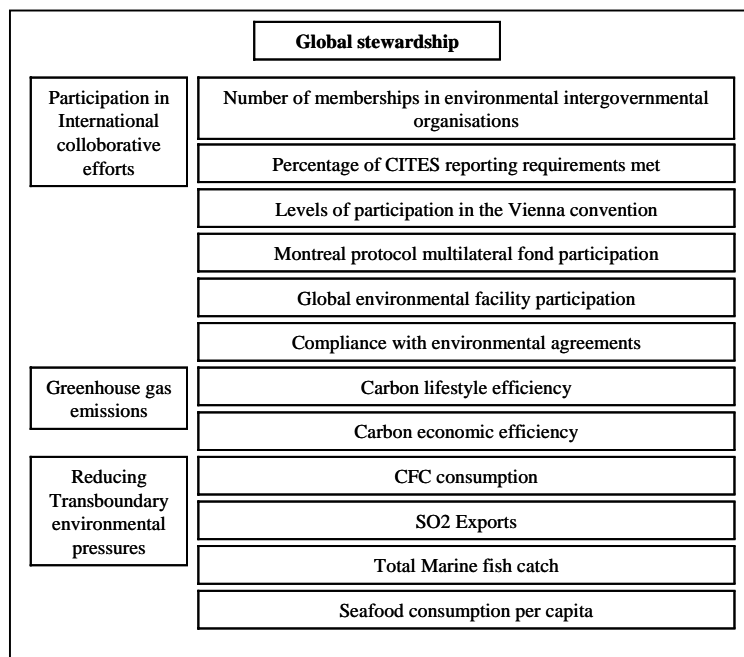 Global stewardship
Participation in
International
colloborative
efforts
Number of memberships in environmental intergovernmental
organisations
Percentage of CITES reporting requirements met
Levels of participation in the Vienna convention
Montreal protocol multilateral fond participation
Global environmental facility participation
Compliance with environmental agreements
Greenhouse gas
emissions
Carbon lifestyle efficiency
Carbon economic efficiency
Reducing
Transboundary
environmental
pressures
CFC consumption
SO2 Exports
Total Marine fish catch
Seafood consumption per capita